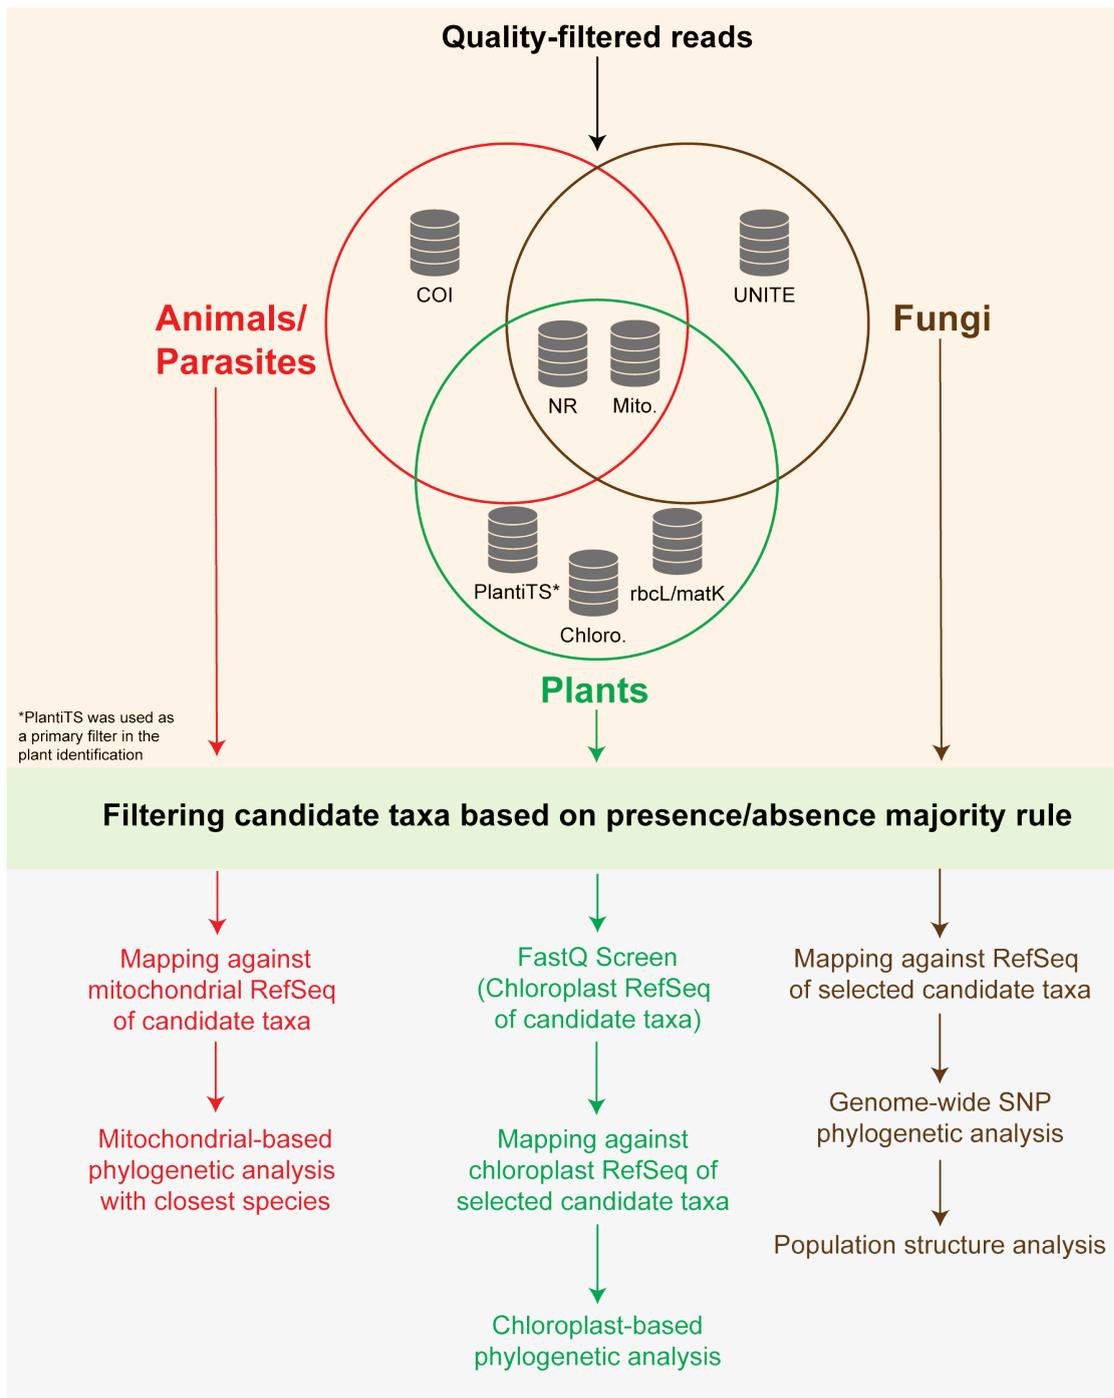 Quality-filtered reads
COI
UNITE
Animals/
Parasites
Fungi
NR
Mito.
PlantiTS*
rbcL/matK
Chloro.
Plants
*PlantiTS was used as
a primary filter in the
plant identification
Filtering candidate taxa based on presence/absence majority rule
Mapping against
mitochondrial RefSeq
of candidate taxa
Mitochondrial-based
phylogenetic analysis
with closest species
FastQ Screen
(Chloroplast RefSeq
of candidate taxa)
Mapping against
chloroplast RefSeq of
selected candidate taxa
Chloroplast-based
phylogenetic analysis
Mapping against RefSeq
of selected candidate taxa
Genome-wide SNP
phylogenetic analysis
Population structure analysis